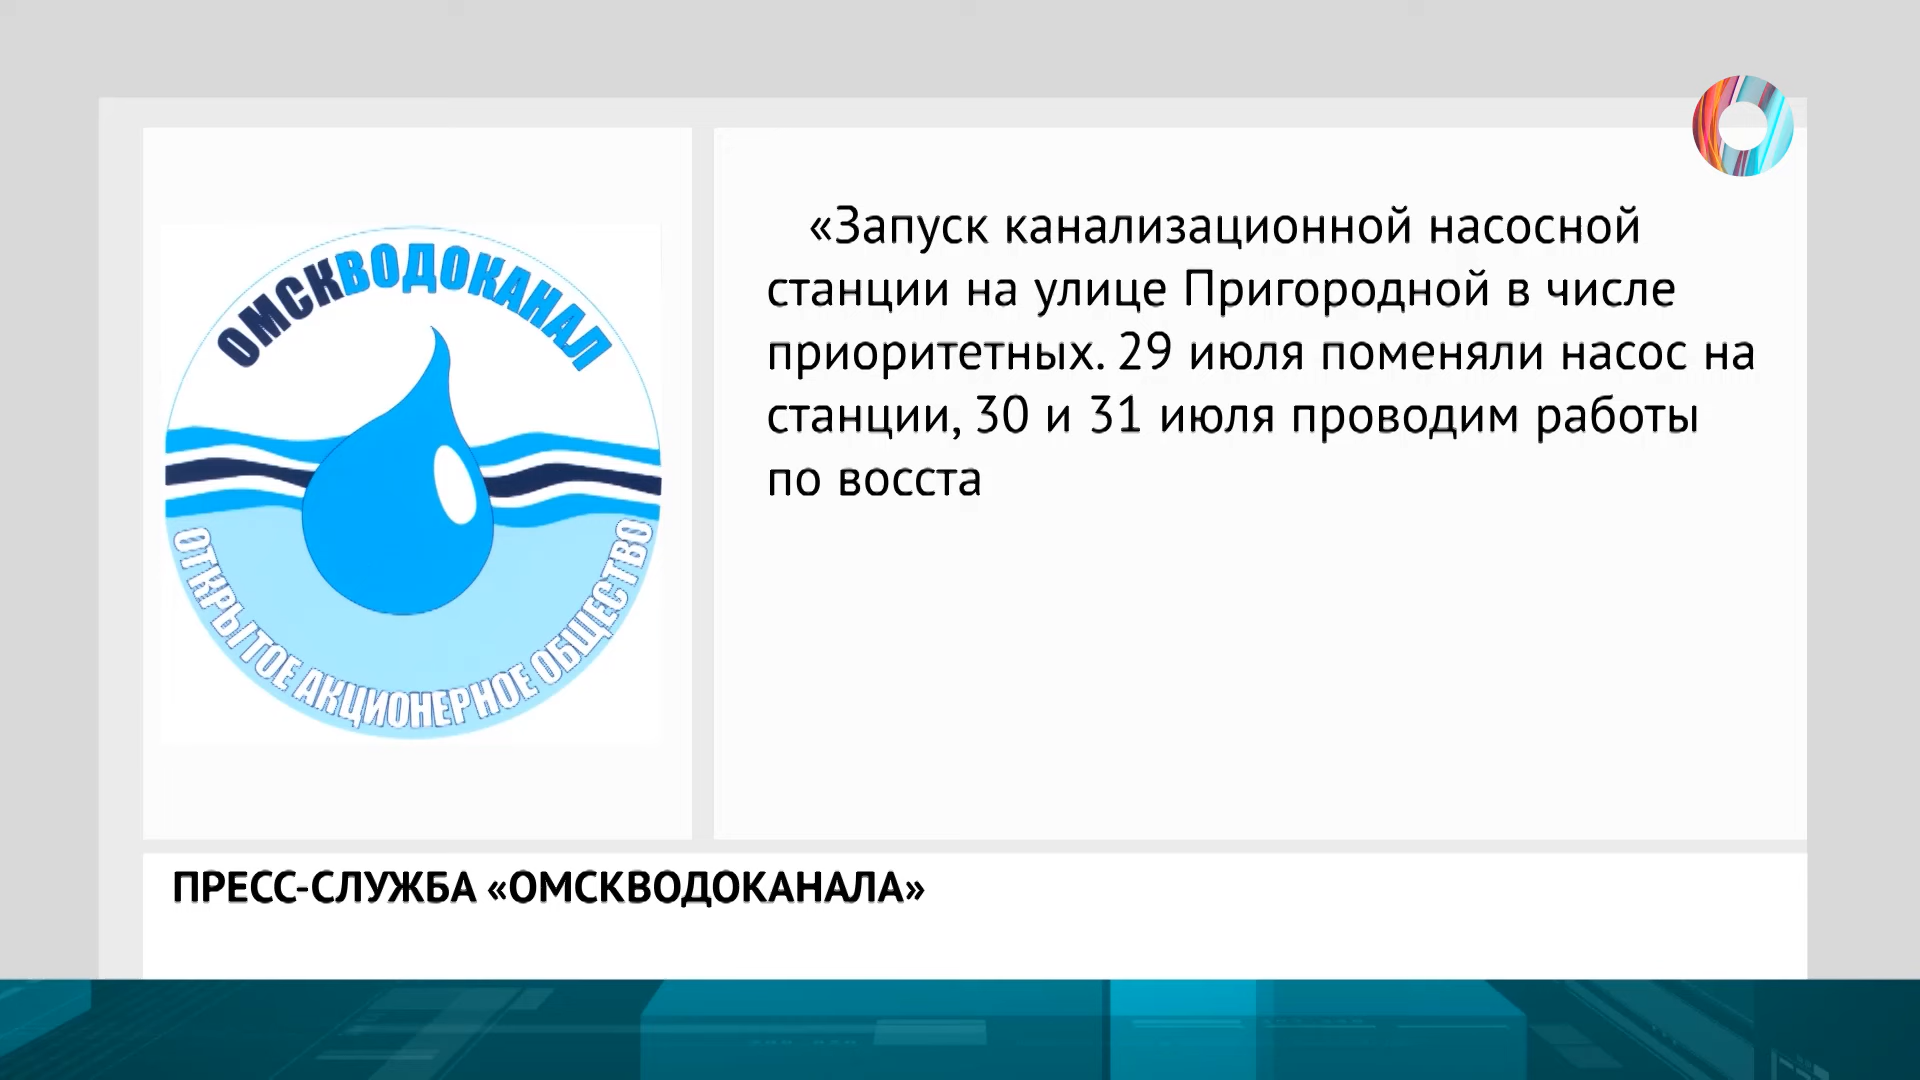 ОМСКВОДОКАНАЛ
ОТКРЫТОЕ АКЦИОНЕРНОЕ ОБЩЕСТВО
«Запуск канализационной насосной
станции на улице Пригородной в числе
приоритетных. 29 июля поменяли насос на
станции, 30 и 31 июля проводим работы
по восста
ПРЕСС-СЛУЖБА «ОМСКВОДОКАНАЛА»